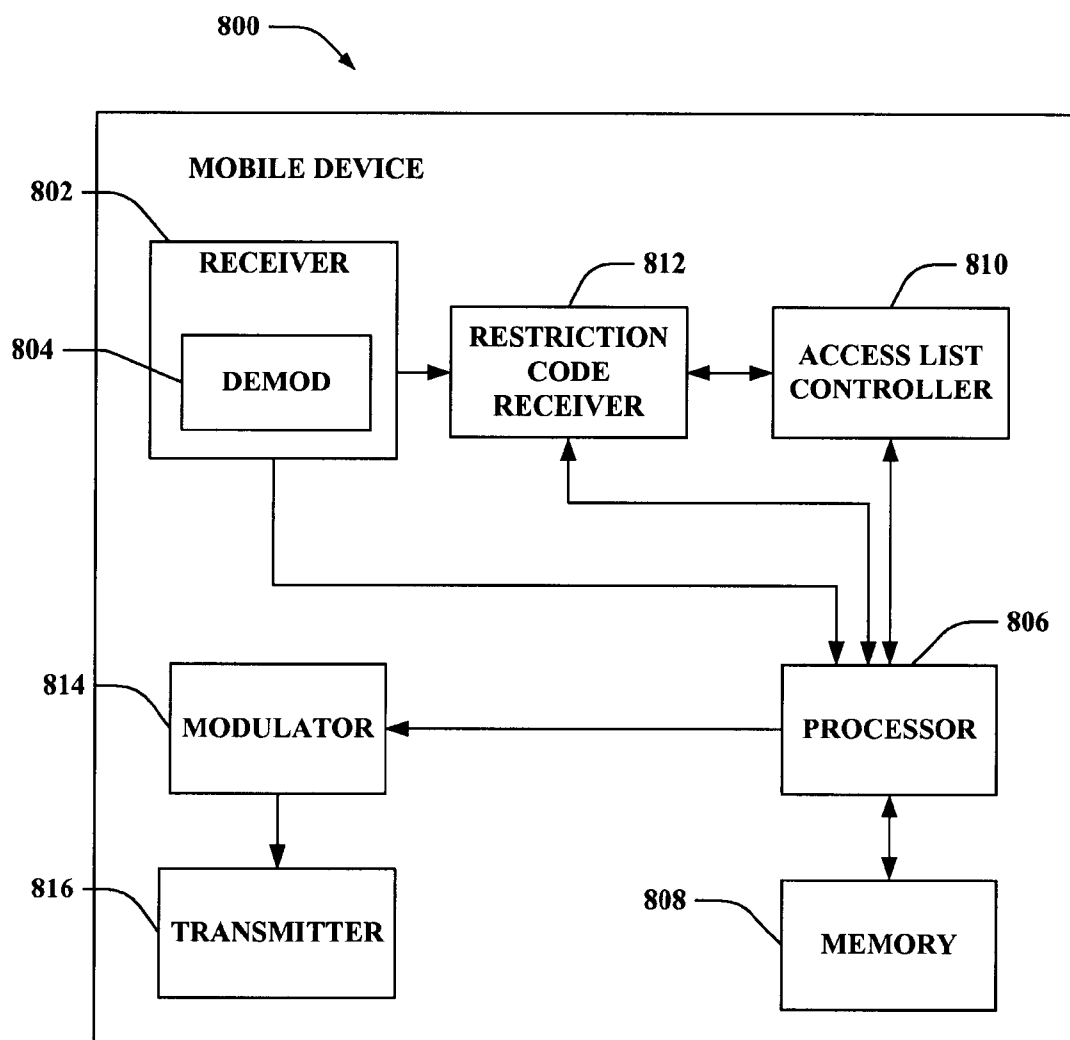 800
MOBILE DEVICE
802
RECEIVER
812
810
804
DEMOD
RESTRICTION
CODE
RECEIVER
ACCESS LIST
CONTROLLER
806
814
MODULATOR
PROCESSOR
816
TRANSMITTER
808
MEMORY